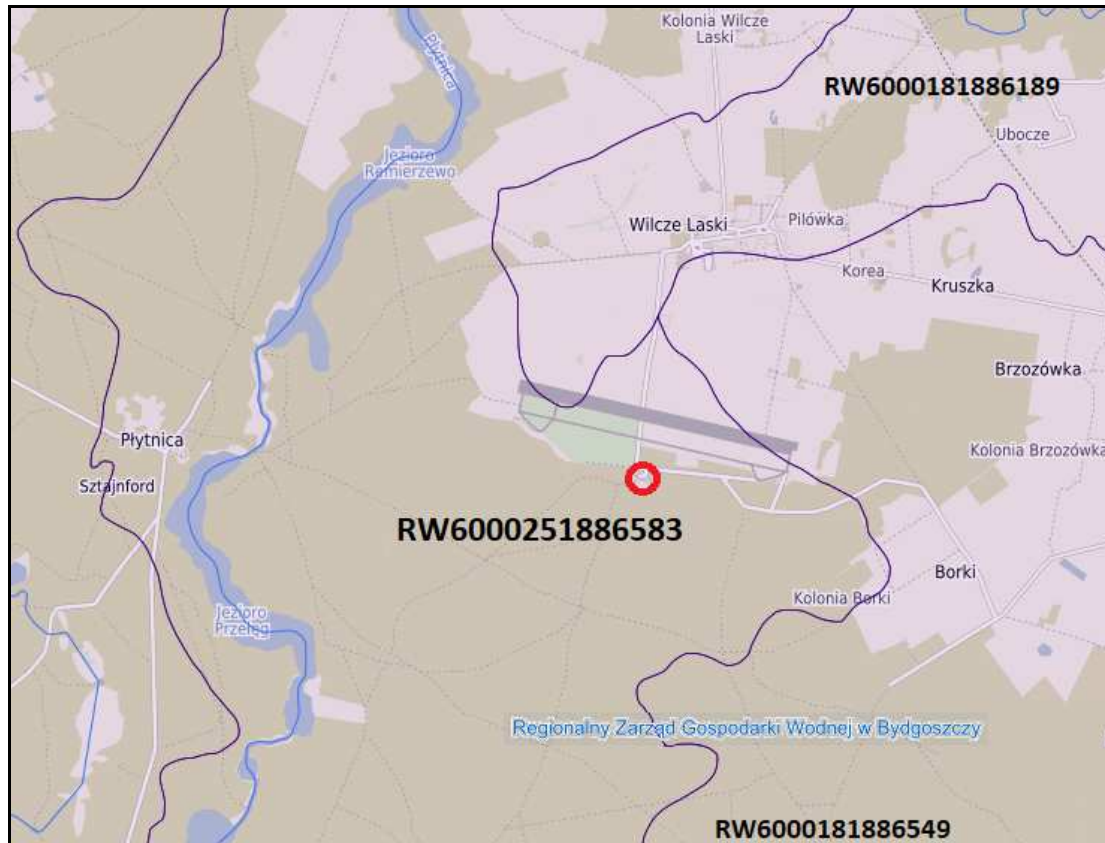 Kolonia Wilcze
Laski
Płytnica
RW6000181886189
Ubocze
Jezioro
Remierzewo
Wilcze Laski
Pilówka
Korea
Kruszka
Brzozówka
Płytnica
Kolonia Brzozówka
Sztajnford
RW6000251886583
Borki
Kolonia Borki
Jezioro
Przełęg
Regionalny Zarząd Gospodarki Wodnej w Bydgoszczy
RW6000181886549